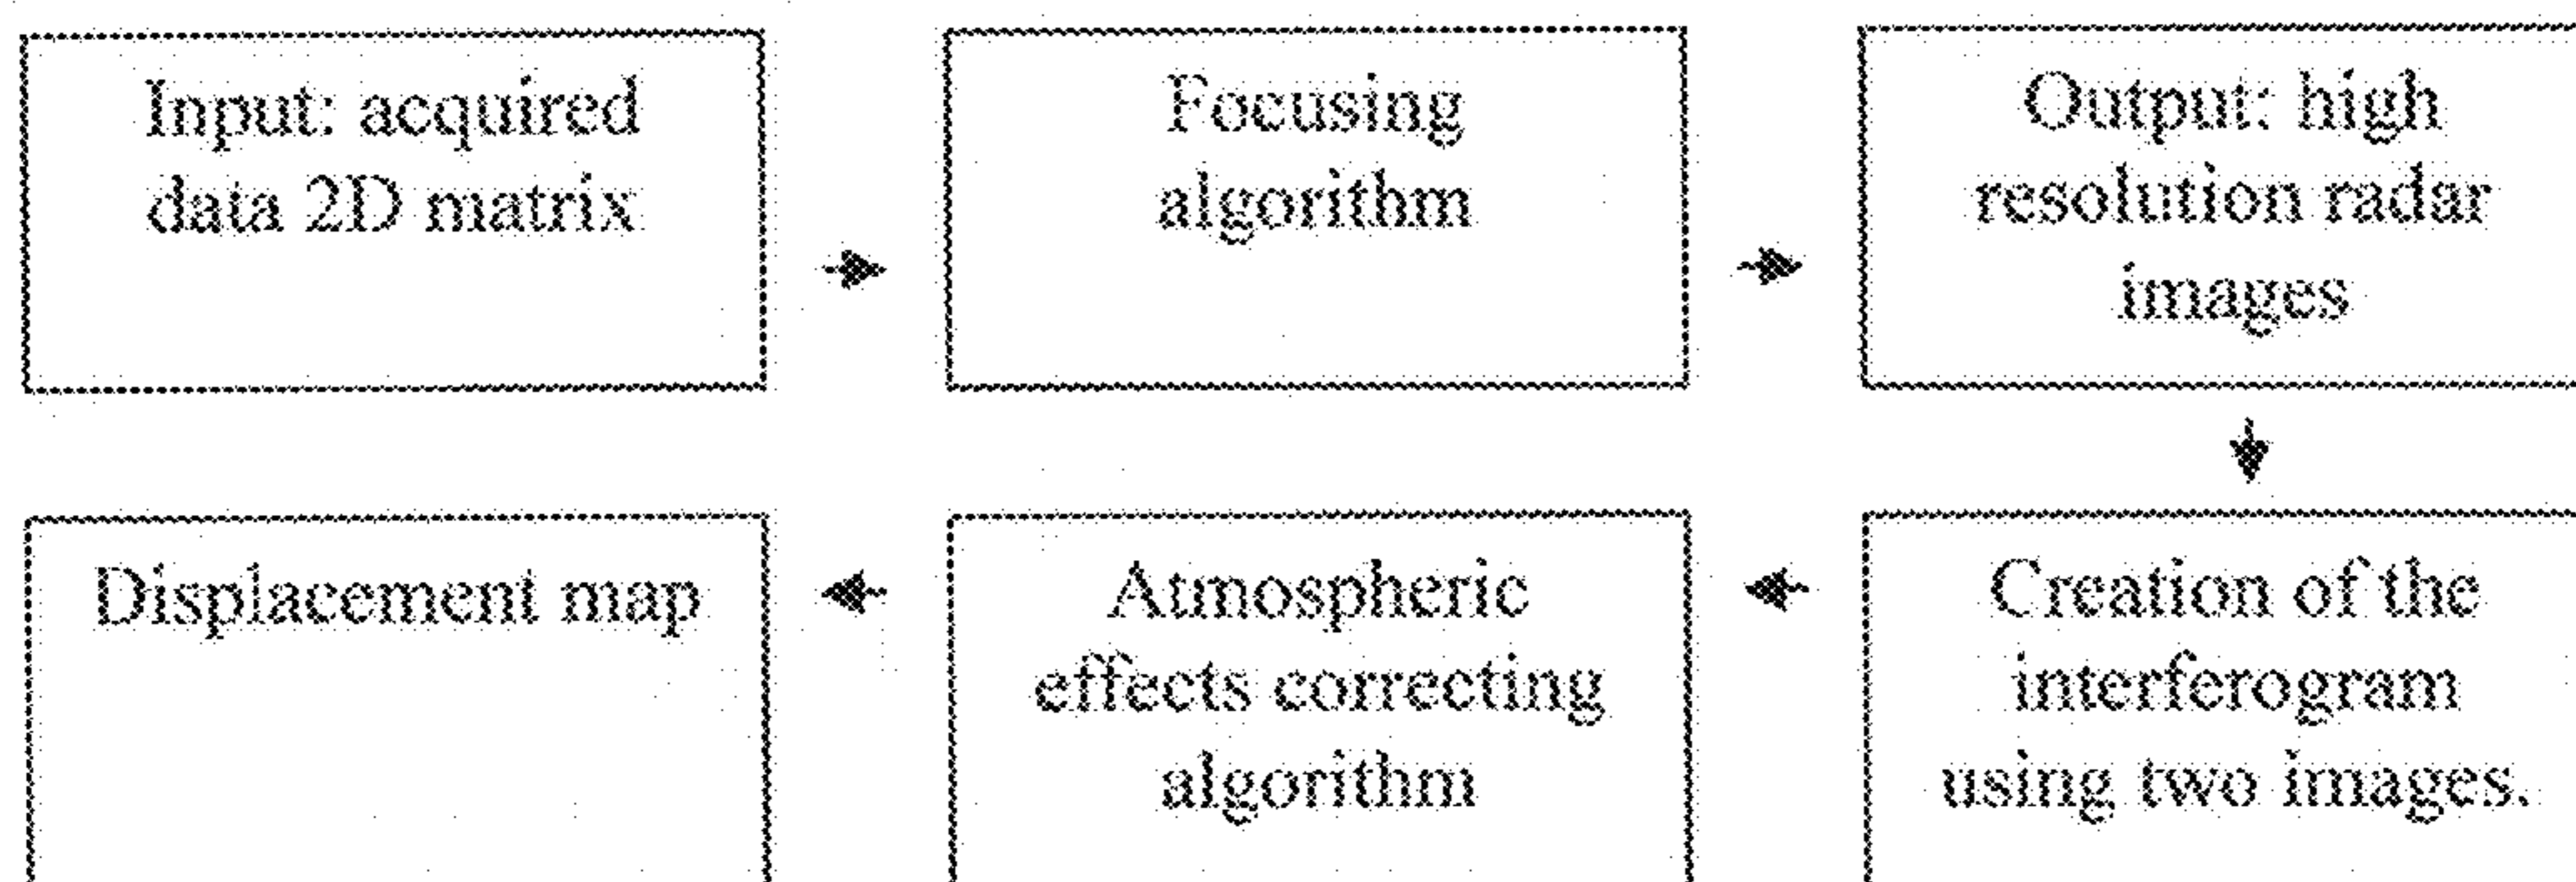 Input: acquired
data 2D matrix
Focusing
algorithm
Output: high
resolution radar
images
Creation of the
interferogram
using two images.
Atmospheric
effects correcting
algorithm
Displacement map